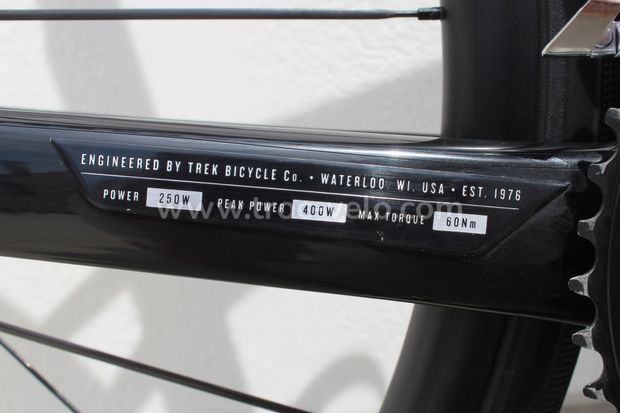 ENGINEERED BY TREK BICYCLE Co. • WATERLOO, WI. USA • EST. 1976
POWER 250W PEAK POWER 400W MAX TORQUE 60Nm